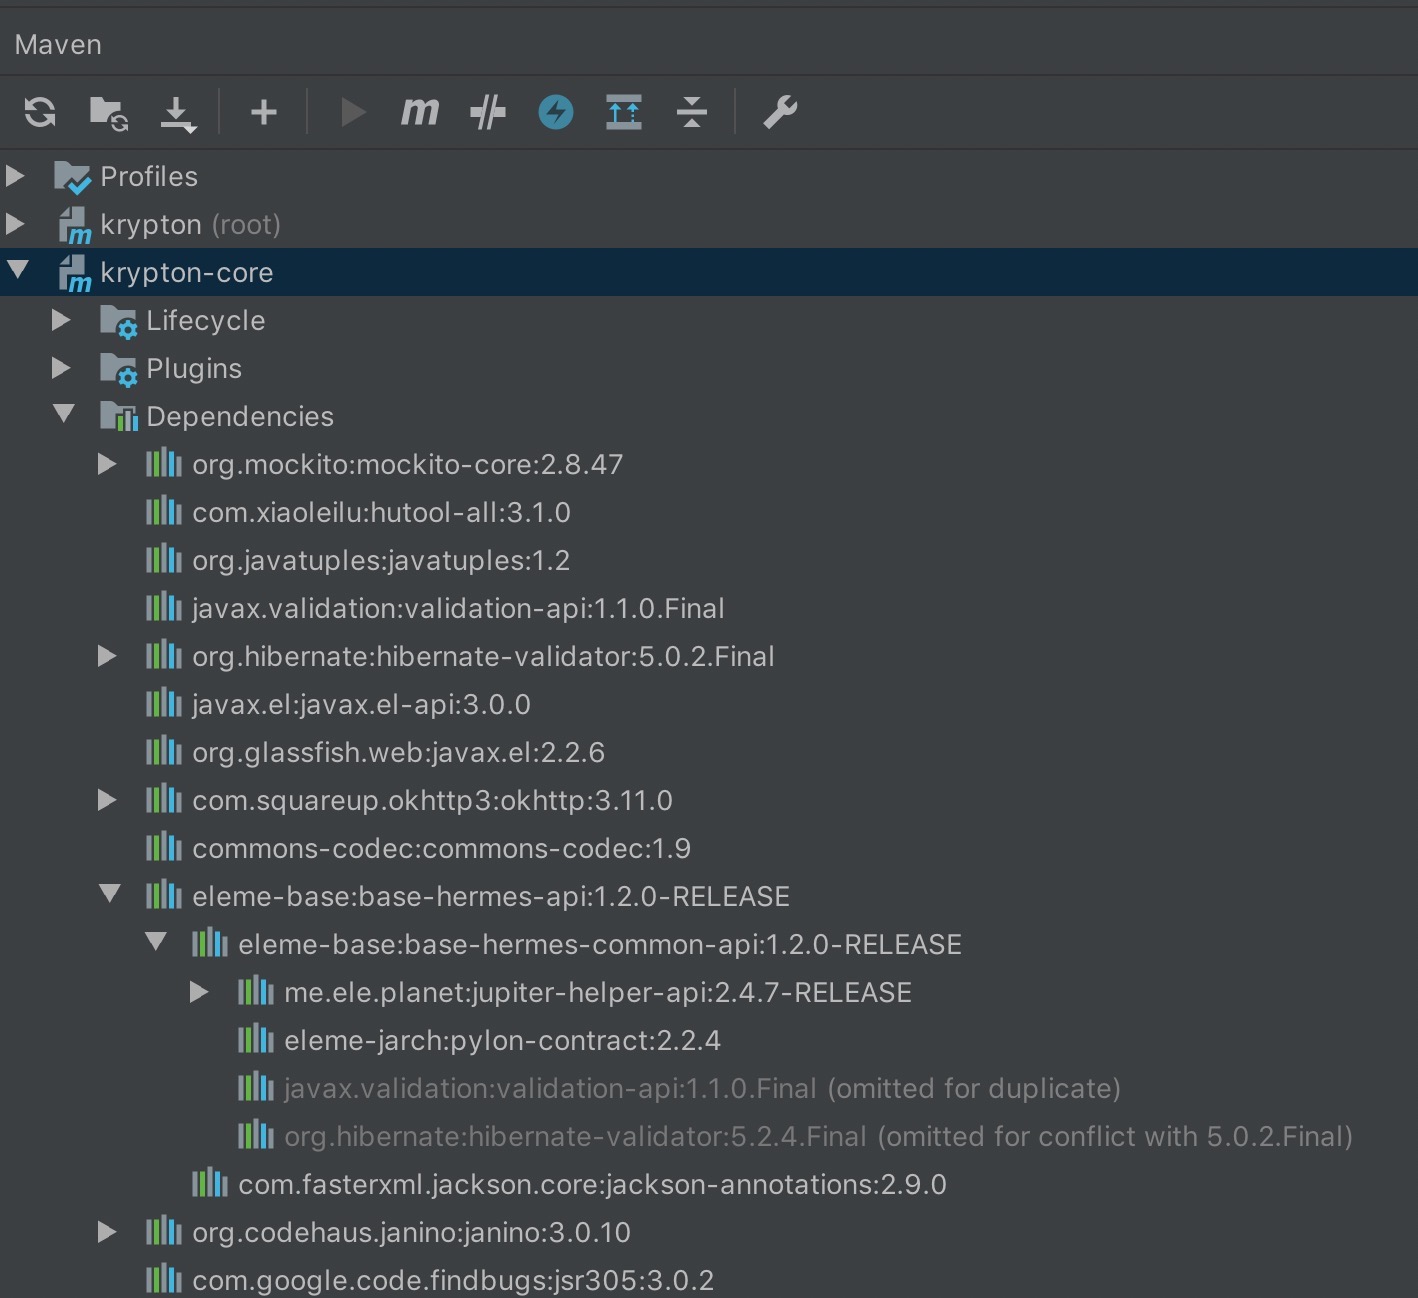 Maven
m
Profiles
krypton (root)
krypton-core
Lifecycle
Plugins
Dependencies
org.mockito:mockito-core:2.8.47
com.xiaoleilu:hutool-all:3.1.0
org.javatuples:javatuples:1.2
javax.validation:validation-api:1.1.0.Final
org.hibernate:hibernate-validator:5.0.2.Final
javax.el:javax.el-api:3.0.0
org.glassfish.web:javax.el:2.2.6
com.squareup.okhttp3:okhttp:3.11.0
commons-codec:commons-codec:1.9
eleme-base:base-hermes-api:1.2.0-RELEASE
eleme-base:base-hermes-common-api:1.2.0-RELEASE
me.ele.planet:jupiter-helper-api:2.4.7-RELEASE
eleme-jarch:pylon-contract:2.2.4
javax.validation:validation-api:1.1.0.Final (omitted for duplicate)
org.hibernate:hibernate-validator:5.2.4.Final (omitted for conflict with 5.0.2.Final)
com.fasterxml.jackson.core:jackson-annotations:2.9.0
org.codehaus.janino:janino:3.0.10
com.google.code.findbugs:jsr305:3.0.2